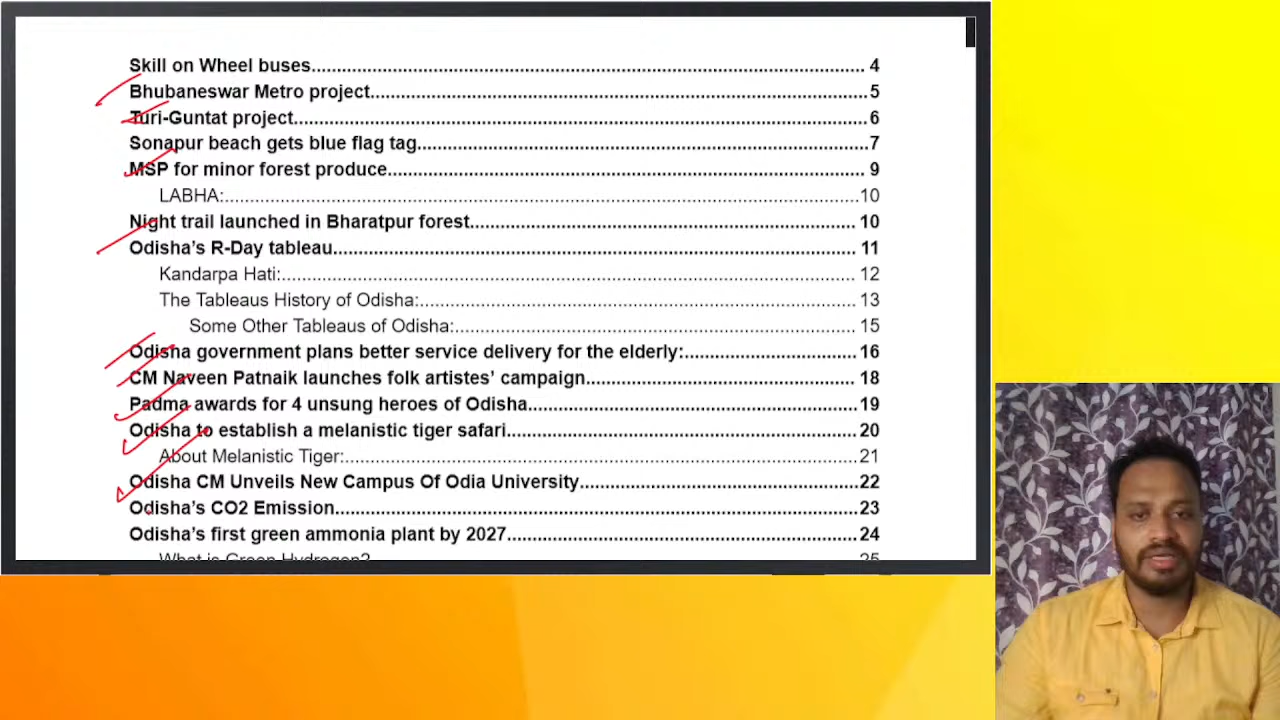 Skill on Wheel buses........................................................................................................ 4
Bhubaneswar Metro project.............................................................................................5
Turi-Guntat project............................................................................................................ 6
Sonapur beach gets blue flag tag....................................................................................7
MSP for minor forest produce.......................................................................................... 9
LABHA:..........................................................................................................................10
Night trail launched in Bharatpur forest........................................................................ 10
Odisha’s R-Day tableau................................................................................................... 11
Kandarpa Hati:............................................................................................................... 12
The Tableaus History of Odisha:.................................................................................... 13
Some Other Tableaus of Odisha:............................................................................. 15
Odisha government plans better service delivery for the elderly:................................ 16
CM Naveen Patnaik launches folk artistes’ campaign.................................................. 18
Padma awards for 4 unsung heroes of Odisha..............................................................19
Odisha to establish a melanistic tiger safari.................................................................. 20
About Melanistic Tiger:...................................................................................................21
Odisha CM Unveils New Campus Of Odia University................................................... 22
Odisha’s CO2 Emission................................................................................................... 23
Odisha’s first green ammonia plant by 2027.................................................................. 24
What is Green Hydrogen?.............................................................................................. 25